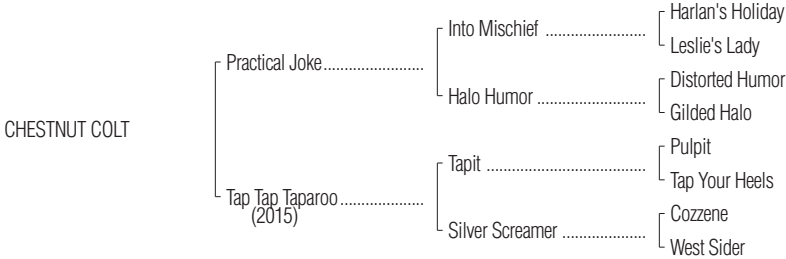 Harlan's Holiday
Into Mischief ........................
Leslie's Lady
Practical Joke........................
Distorted Humor
Halo Humor ..........................
Gilded Halo
CHESTNUT COLT
Pulpit
Tapit ......................................
Tap Your Heels
Tap Tap Taparoo....................
(2015)
Cozzene
Silver Screamer ....................
West Sider